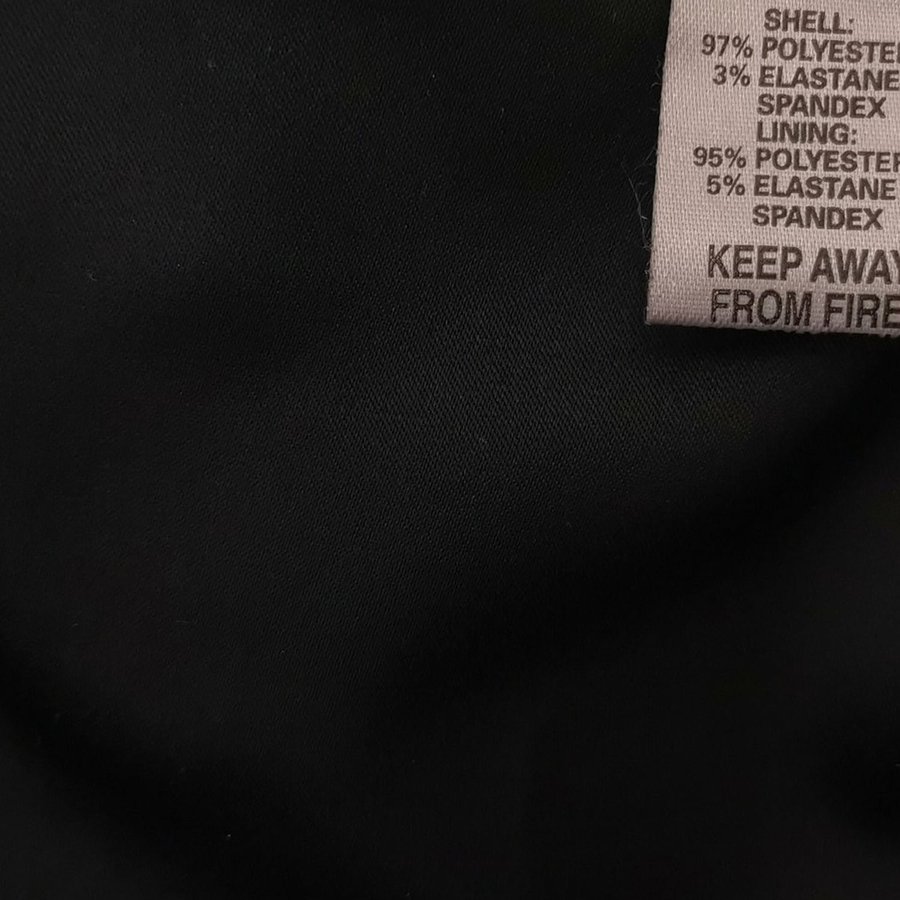 SHELL:
97% POLYESTER
3% ELASTANE
SPANDEX
LINING:
95% POLYESTER
5% ELASTANE
SPANDEX
KEEP AWAY
FROM FIRE